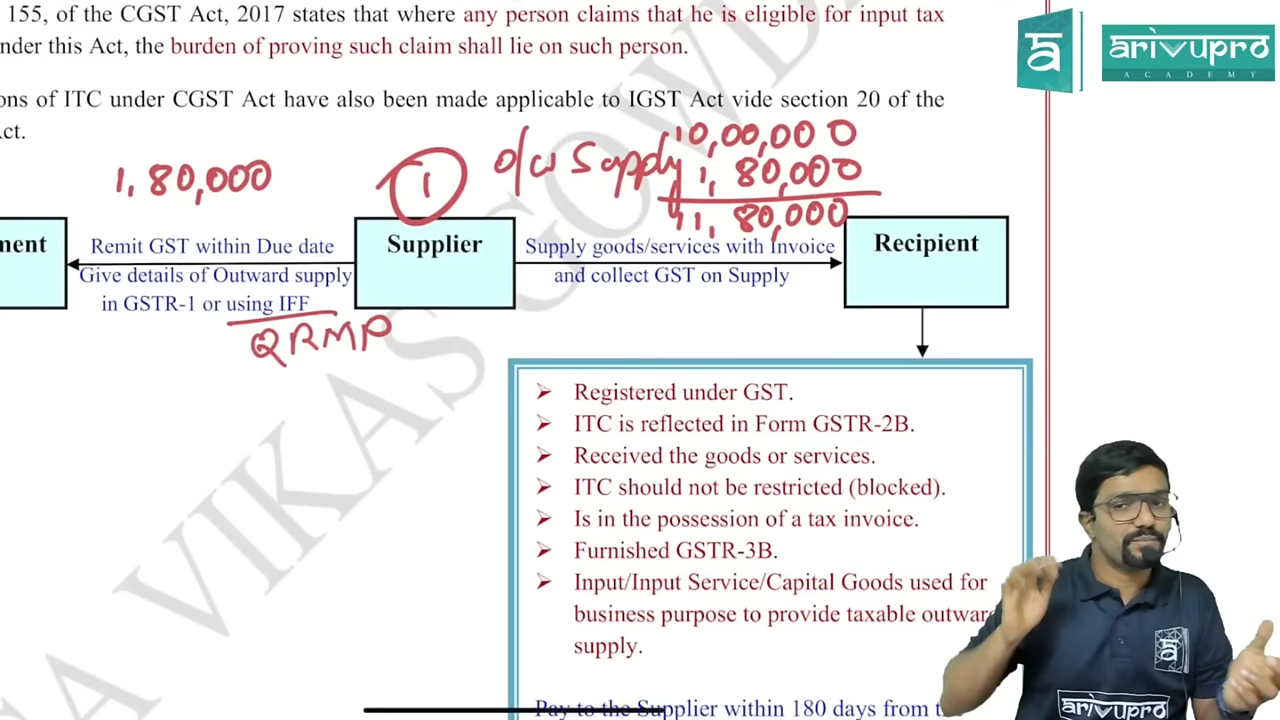 155, of the CGST Act, 2017 states that where any person claims that he is eligible for input tax
nder this Act, the burden of proving such claim shall lie on such person.
ons of ITC under CGST Act have also been made applicable to IGST Act vide section 20 of the
ct.
arivupro
ACADEMY
1,80,000
1
o/w Supply
10,00,000
1,80,000
11,80,000
ment
Remit GST within Due date
Give details of Outward supply
in GSTR-1 or using IFF
QRMP
Supplier
Supply goods/services with Invoice
and collect GST on Supply
Recipient
➢ Registered under GST.
➢ ITC is reflected in Form GSTR-2B.
➢ Received the goods or services.
➢ ITC should not be restricted (blocked).
➢ Is in the possession of a tax invoice.
➢ Furnished GSTR-3B.
➢ Input/Input Service/Capital Goods used for
business purpose to provide taxable outwar
supply.
Pay to the Supplier within 180 days from
VIKAS GOWD
arivupro